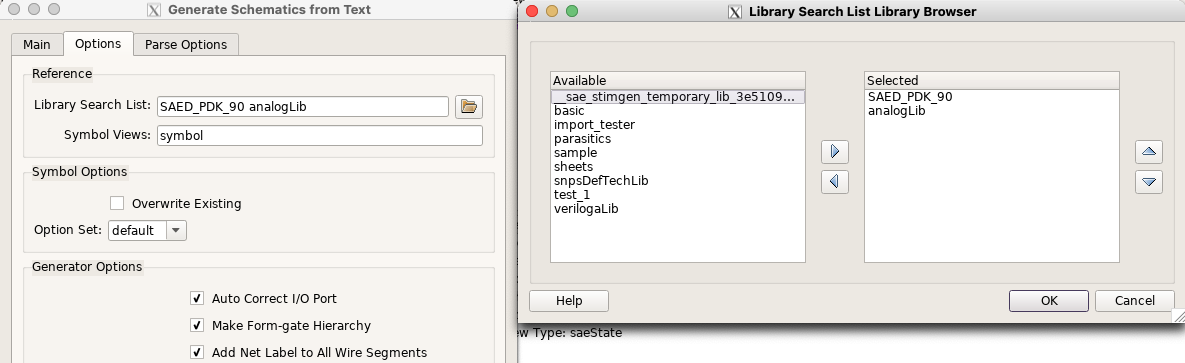 Generate Schematics from Text
Main
Options
Parse Options
Reference
Library Search List:
SAED_PDK_90 analogLib
Symbol Views:
symbol
Symbol Options
Overwrite Existing
Option Set:
default
Generator Options
Auto Correct I/O Port
Make Form-gate Hierarchy
Add Net Label to All Wire Segments
Library Search List Library Browser
Available
__sae_stimgen_temporary_lib_3e5109...
basic
import_tester
parasitics
sample
sheets
snpsDefTechLib
test_1
verilogaLib
Selected
SAED_PDK_90
analogLib
Help
OK
Cancel
ew Type: saeState